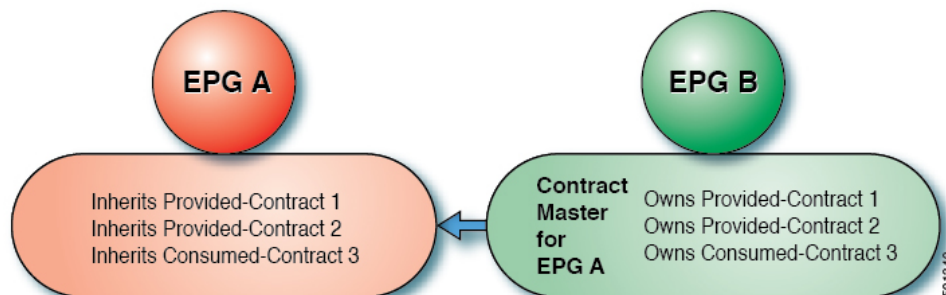 EPG A
EPG B
Inherits Provided-Contract 1
Inherits Provided-Contract 2
Inherits Consumed-Contract 3
Contract
Master
for
EPG A
Owns Provided-Contract 1
Owns Provided-Contract 2
Owns Consumed-Contract 3